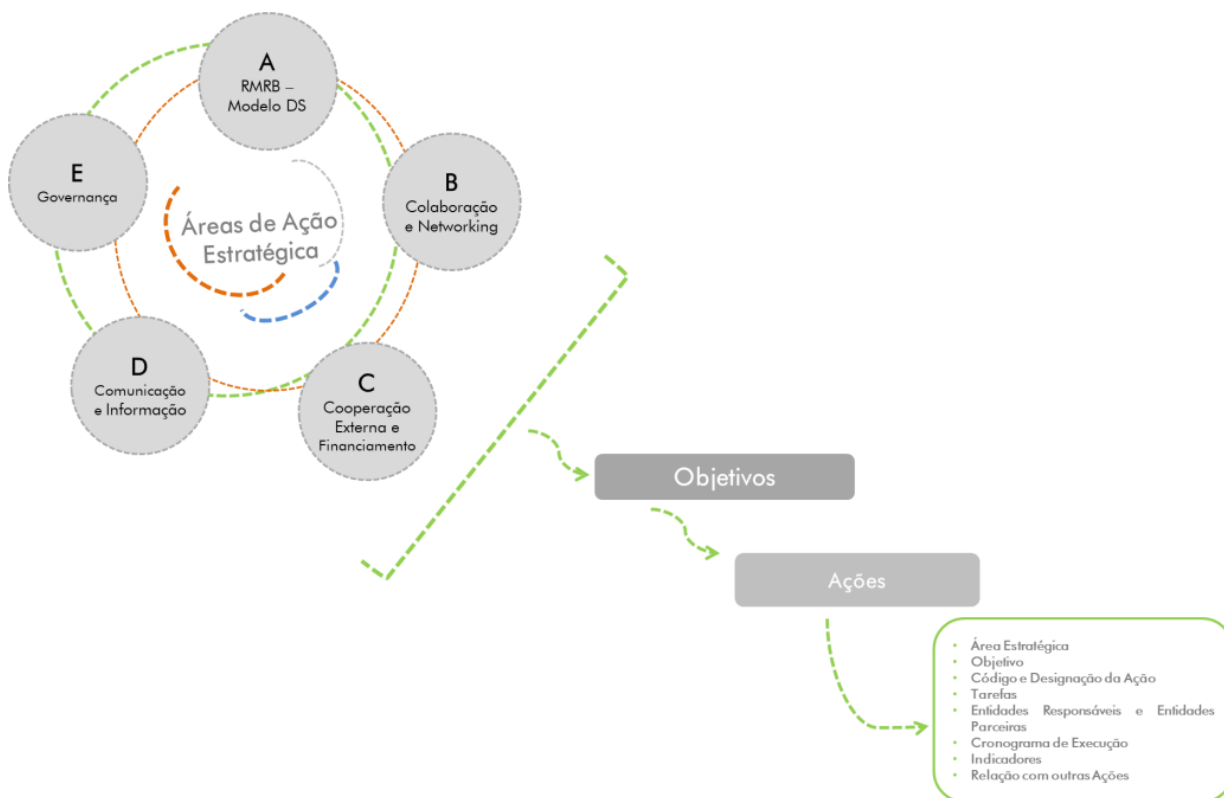 A
RMRB –
Modelo DS
B
Colaboração
e Networking
C
Cooperação
Externa e
Financiamento
D
Comunicação
e Informação
E
Governança
Áreas de Ação
Estratégica
Objetivos
Ações
• Área Estratégica
• Objetivo
• Código e Designação da Ação
• Tarefas
• Entidades Responsáveis e Entidades
Parceiras
• Cronograma de Execução
• Indicadores
• Relação com outras Ações